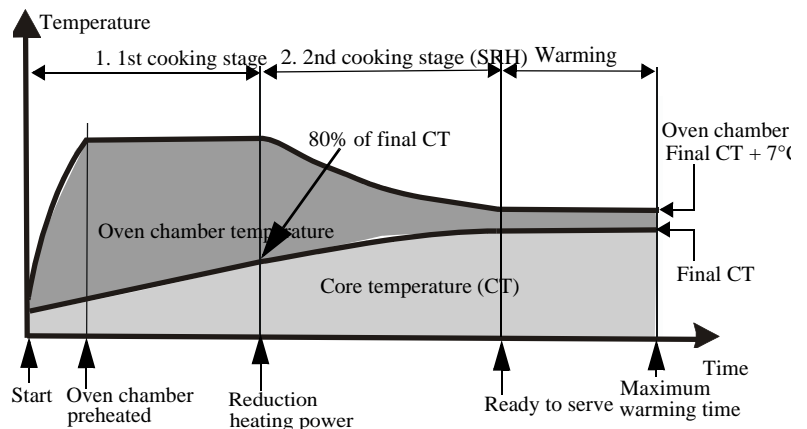 Temperature
1. 1st cooking stage
2. 2nd cooking stage (SRH)
Warming
80% of final CT
Oven chamber
Final CT + 7°C
Oven chamber temperature
Core temperature (CT)
Final CT
Time
Start
Oven chamber
preheated
Reduction
heating power
Ready to serve
Maximum
warming time